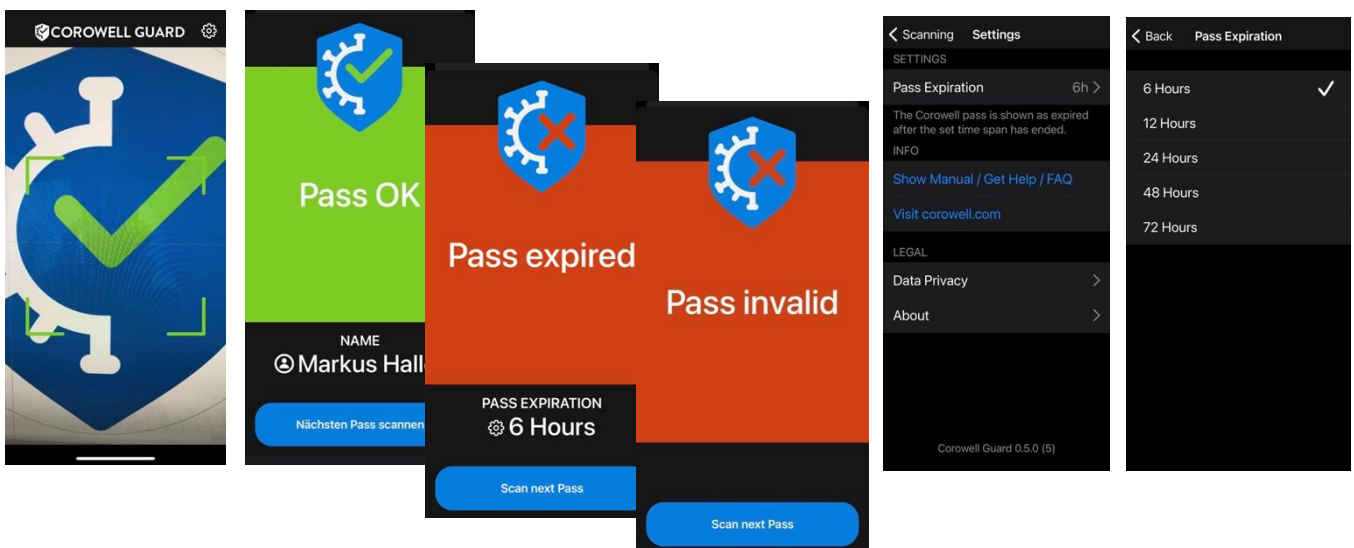 COROWELL GUARD
Pass OK
NAME
Markus Hall
Nächsten Pass scannen
Pass expired
PASS EXPIRATION
6 Hours
Scan next Pass
Pass invalid
Scan next Pass
Scanning Settings
SETTINGS
Pass Expiration 6h
The Corowell pass is shown as expired
after the set time span has ended.
INFO
Show Manual / Get Help / FAQ
Visit corowell.com
LEGAL
Data Privacy
About
Corowell Guard 0.5.0 (5)
Back Pass Expiration
6 Hours
12 Hours
24 Hours
48 Hours
72 Hours